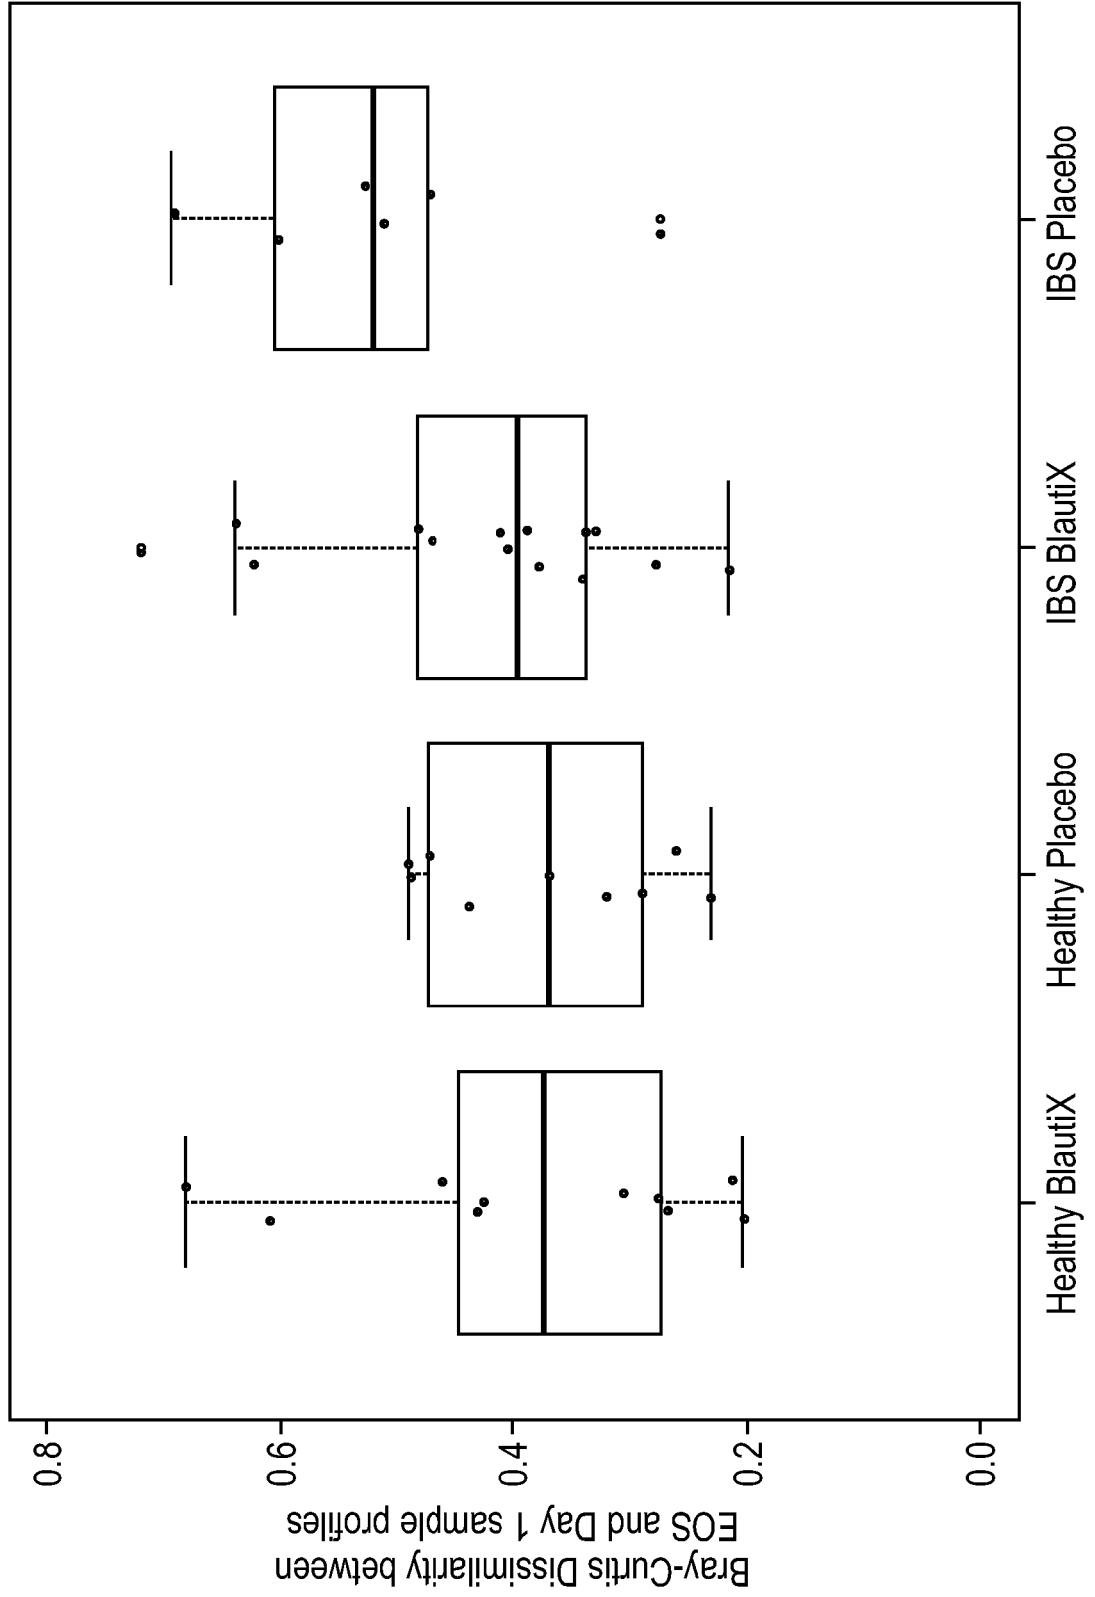 Bray-Curtis Dissimilarity between
EOS and Day 1 sample profiles
0.8
0.6
0.4
0.2
0.0
Healthy BlautiX
Healthy Placebo
IBS BlautiX
IBS Placebo